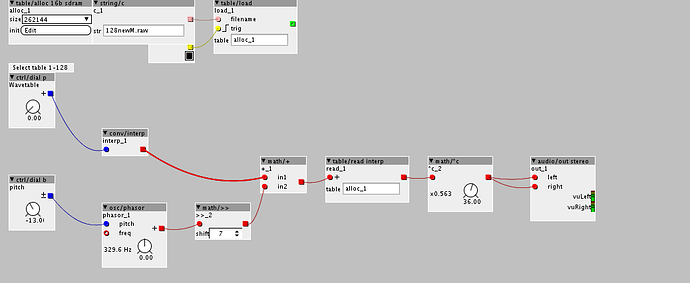 table/alloc 16b sdram
alloc_1
size 262144
init Edit
string/c
c_1
str 128newM.raw
table/load
load_1
filename
trig
table alloc_1
Select table 1-128
ctrl/dial p
Wavetable
+
0.00
conv/interp
interp_1
ctrl/dial b
pitch
±
-13.0
osc/phasor
phasor_1
pitch +
freq
329.6 Hz 0.00
math/>>
>>_2
shift 7
math/+
+_1
in1
in2
table/read interp
read_1
+
table alloc_1
math/*c
*c_2
x0.563
36.00
audio/out stereo
out_1
left
right
vuLeft
vuRight